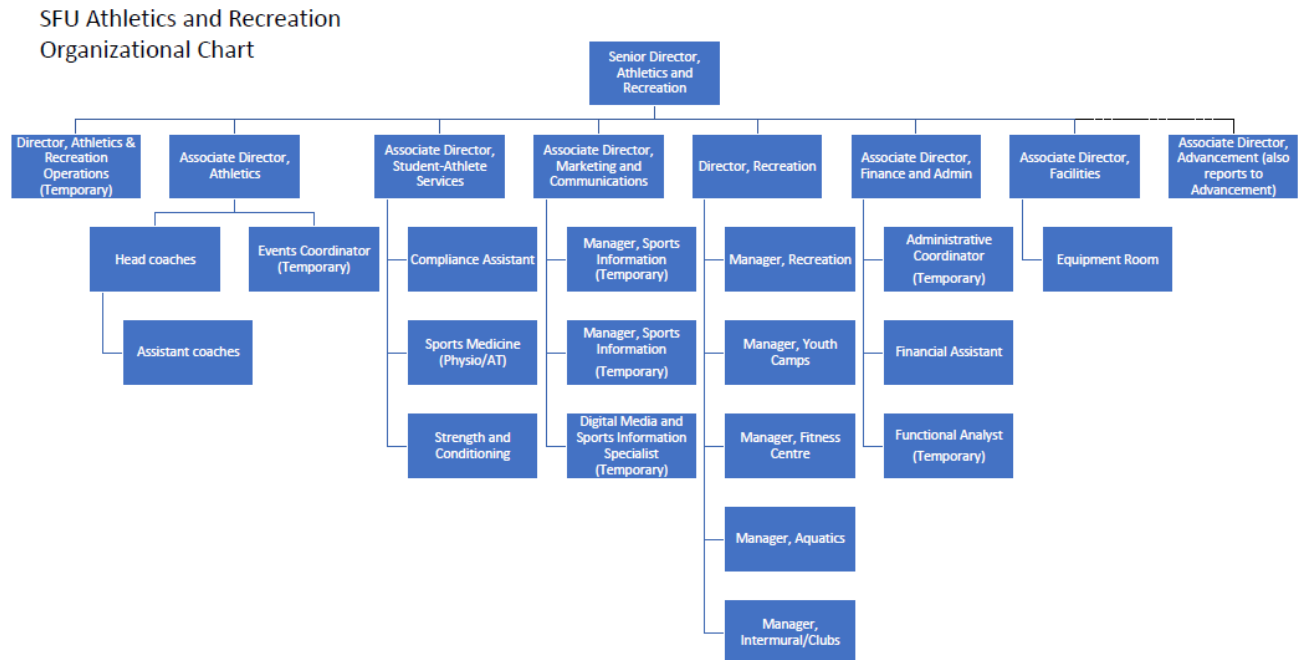 SFU Athletics and Recreation
Organizational Chart
Senior Director,
Athletics and
Recreation
Director, Athletics &
Recreation
Operations
(Temporary)
Associate Director,
Athletics
Associate Director,
Student-Athlete
Services
Associate Director,
Marketing and
Communications
Director, Recreation
Associate Director,
Finance and Admin
Associate Director,
Facilities
Associate Director,
Advancement (also
reports to
Advancement)
Head coaches
Events Coordinator
(Temporary)
Compliance Assistant
Manager, Sports
Information
(Temporary)
Manager, Recreation
Administrative
Coordinator
(Temporary)
Equipment Room
Assistant coaches
Sports Medicine
(Physio/AT)
Manager, Sports
Information
(Temporary)
Manager, Youth
Camps
Financial Assistant
Strength and
Conditioning
Digital Media and
Sports Information
Specialist
(Temporary)
Manager, Fitness
Centre
Functional Analyst
(Temporary)
Manager, Aquatics
Manager,
Intermural/Clubs